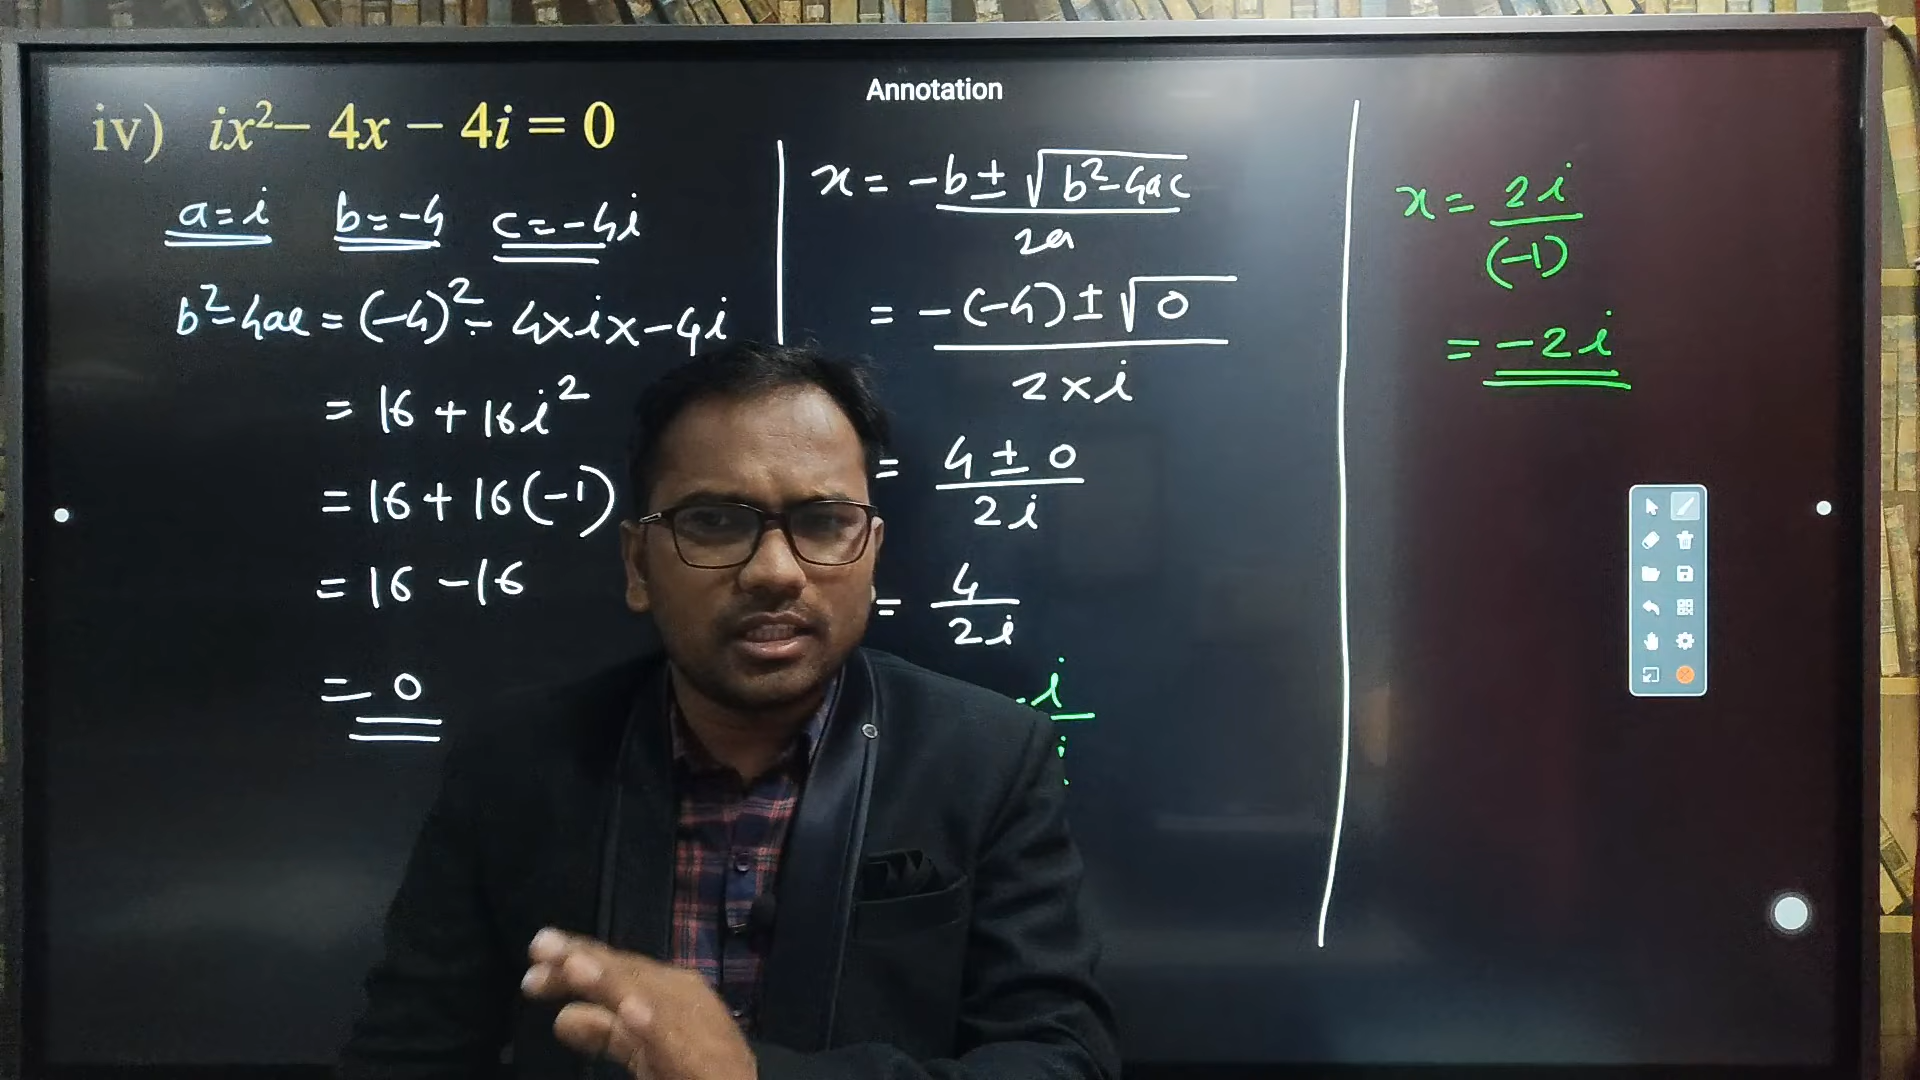 Annotation
iv) ix²– 4x – 4i = 0
a = i b = -4 c = -4i
b² - 4ac = (-4)² - 4 x i x -4i
= 16 + 16i²
= 16 + 16(-1)
= 16 - 16
= 0
x = -b ± √b² - 4ac
2a
= -(-4) ± √0
2 x i
= 4 ± 0
2i
= 4
2i
i
i
x = 2i
(-1)
= -2i